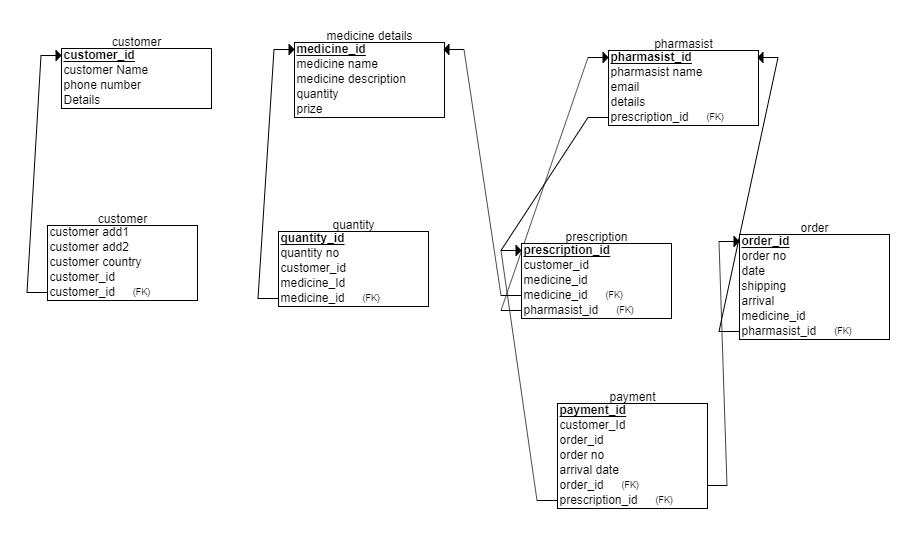 customer
customer_id
customer Name
phone number
Details
medicine details
medicine_id
medicine name
medicine description
quantity
prize
pharmasist
pharmasist_id
pharmasist name
email
details
prescription_id (FK)
customer
customer add1
customer add2
customer country
customer_id
customer_id (FK)
quantity
quantity_id
quantity no
customer_id
medicine_Id
medicine_id (FK)
prescription
prescription_id
customer_id
medicine_id
medicine_id (FK)
pharmasist_id (FK)
order
order_id
order no
date
shipping
arrival
medicine_id
pharmasist_id (FK)
payment
payment_id
customer_Id
order_id
order no
arrival date
order_id (FK)
prescription_id (FK)